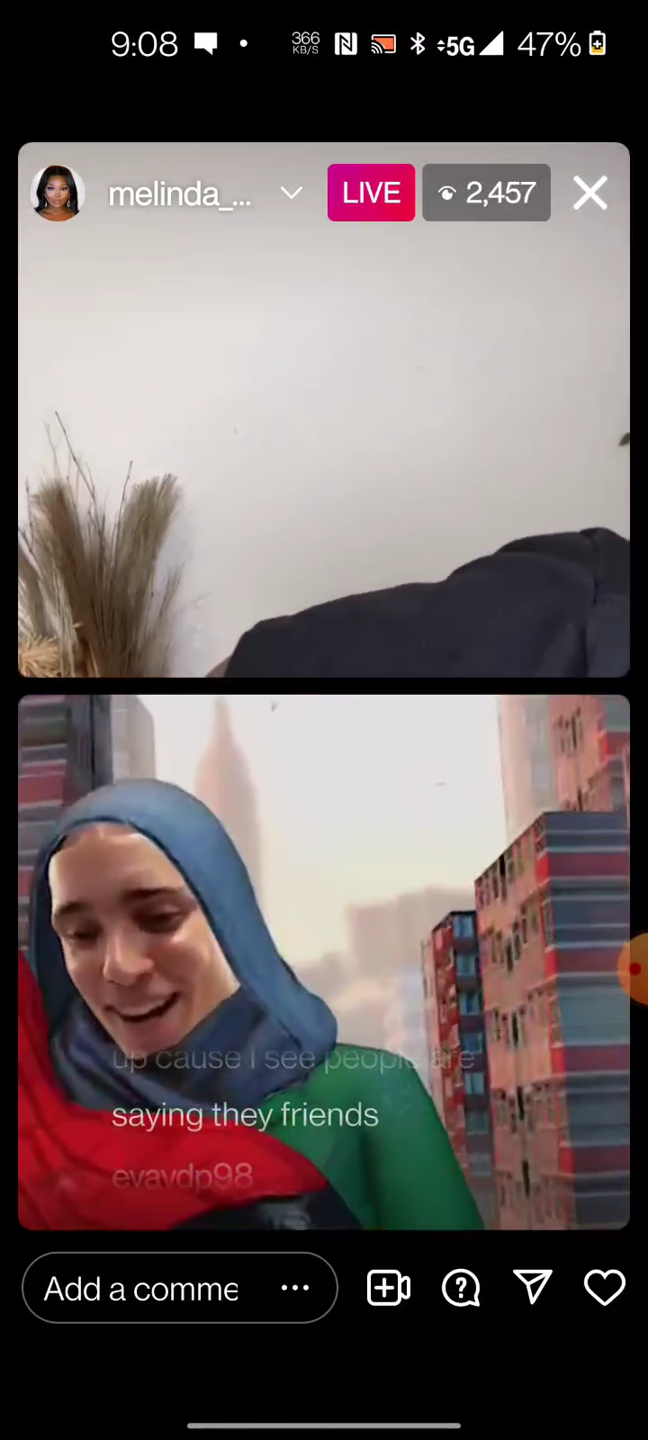 9:08
366
KB/S
5G
47%
melinda_...
LIVE
2,457
up cause I see people are
saying they friends
evavdp98
Add a comme